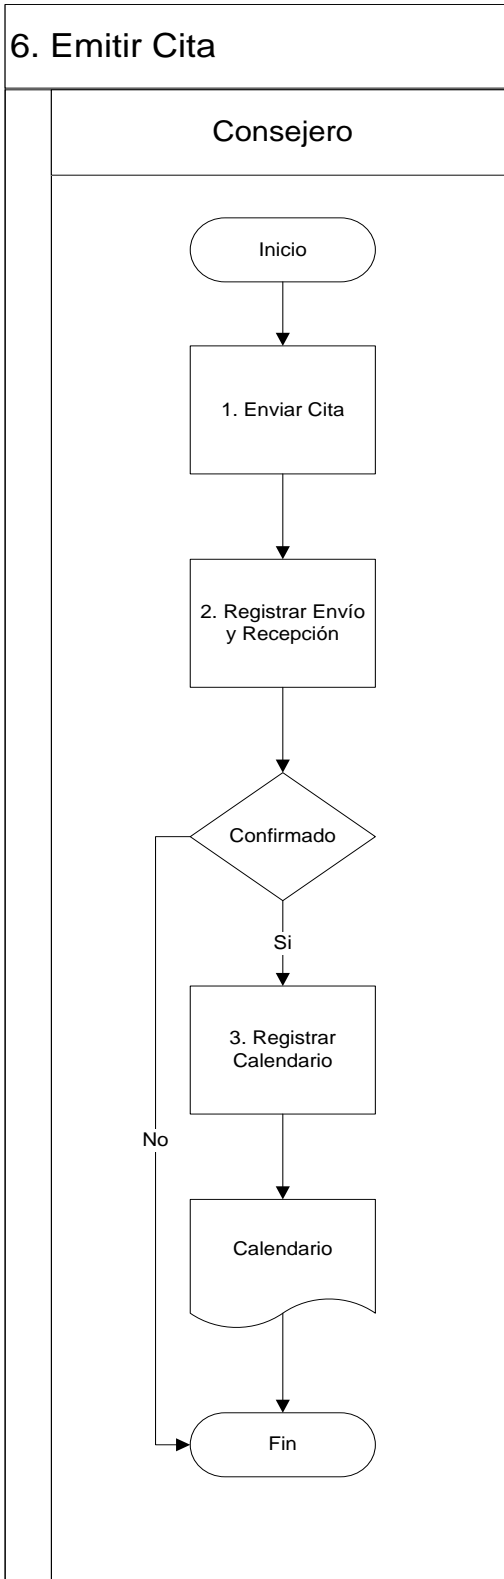 6. Emitir Cita
Consejero
Inicio
1. Enviar Cita
2. Registrar Envío
y Recepción
Confirmado
Si
3. Registrar
Calendario
No
Calendario
Fin